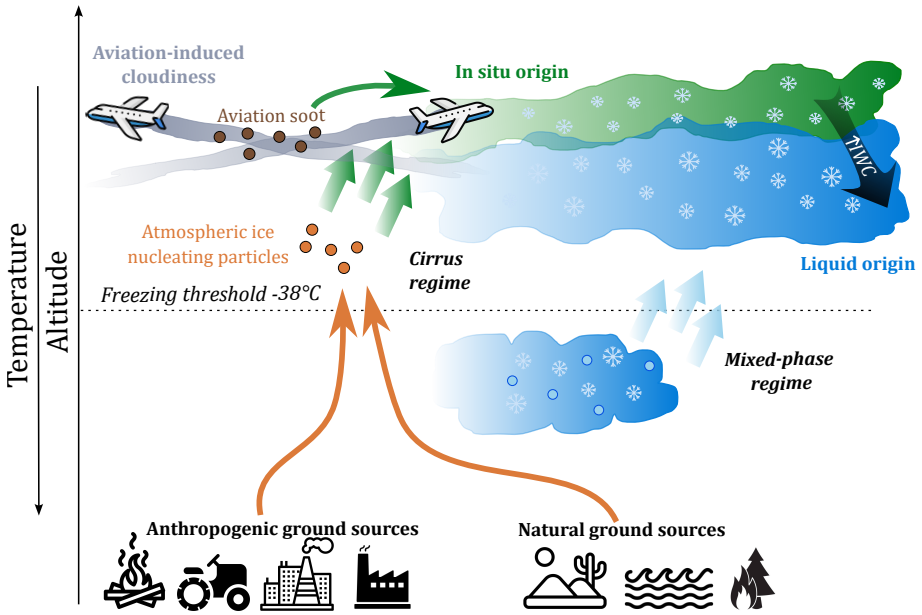 Aviation-induced
cloudiness
In situ origin
Aviation soot
↑IWC
Atmospheric ice
nucleating particles
Cirrus
regime
Liquid origin
Freezing threshold -38°C
Temperature
Altitude
Mixed-phase
regime
Anthropogenic ground sources
Natural ground sources